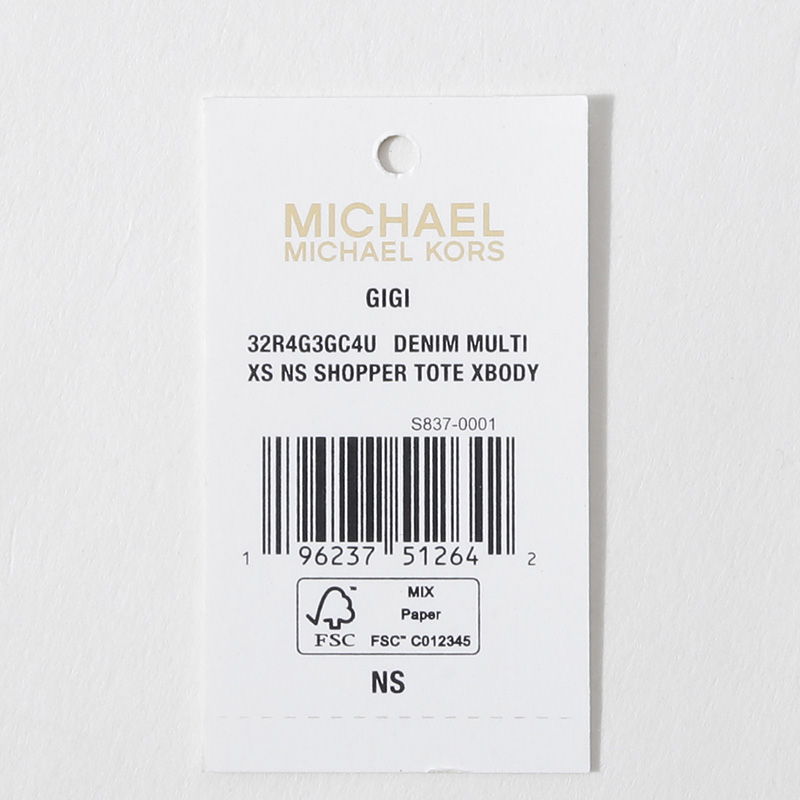 MICHAEL
MICHAEL KORS
GIGI
32R4G3GC4U DENIM MULTI
XS NS SHOPPER TOTE XBODY
S837-0001
1 96237 51264 2
MIX
Paper
FSC™ C012345
FSC
NS